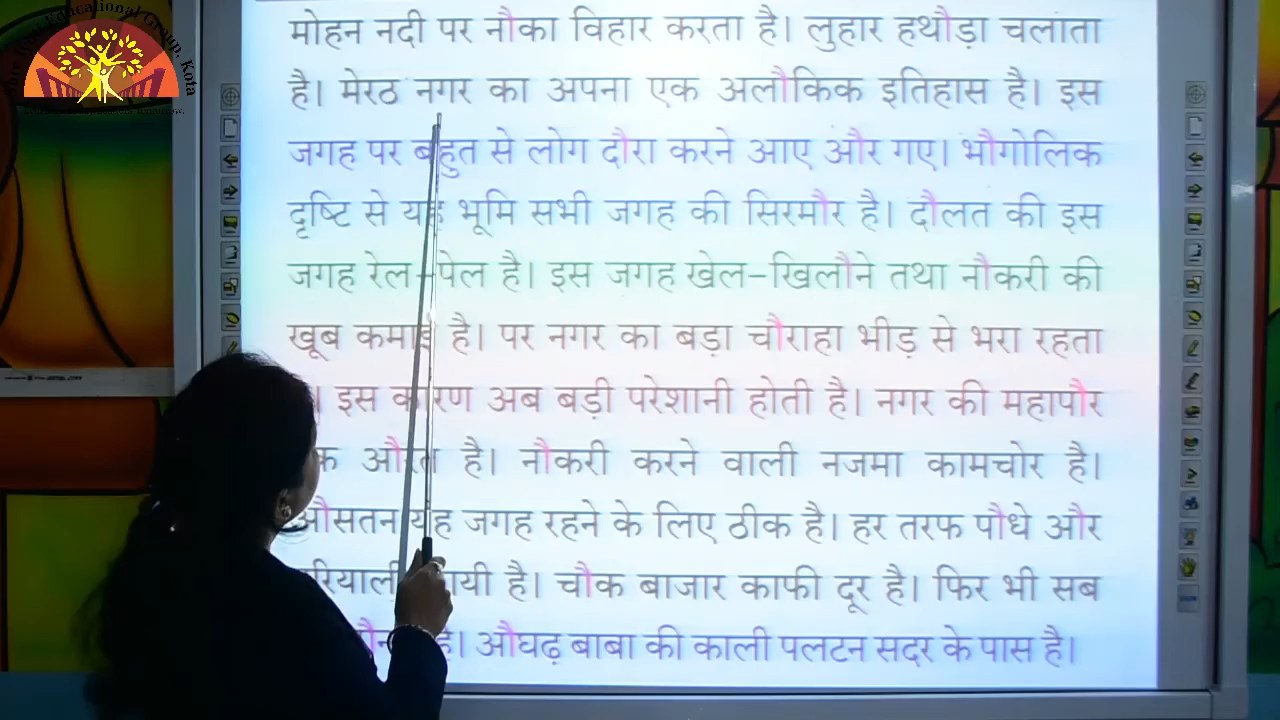 मोहन नदी पर नौका विहार करता है। लुहार हथौड़ा चलाता
है। मेरठ नगर का अपना एक अलौकिक इतिहास है। इस
जगह पर बहुत से लोग दौरा करने आए और गए। भौगोलिक
दृष्टि से यह भूमि सभी जगह की सिरमौर है। दौलत की इस
जगह रेल-पेल है। इस जगह खेल-खिलौने तथा नौकरी की
खूब कमाई है। पर नगर का बड़ा चौराहा भीड़ से भरा रहता
इस कारण अब बड़ी परेशानी होती है। नगर की महापौर
औरत है। नौकरी करने वाली नजमा कामचोर है।
औसतन यह जगह रहने के लिए ठीक है। हर तरफ पौधे और
है। चौक बाजार काफी दूर है। फिर भी सब
है। औघढ़ बाबा की काली पलटन सदर के पास है।
Educational Group, Kota